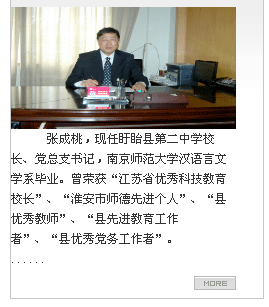 张成桃，现任盱眙县第二中学校
长、党总支书记，南京师范大学汉语言文
学系毕业。曾荣获“江苏省优秀科技教育
校长”、“淮安市师德先进个人”、“县
优秀教师”、“县先进教育工作
者”、“县优秀党务工作者”。
......
MORE